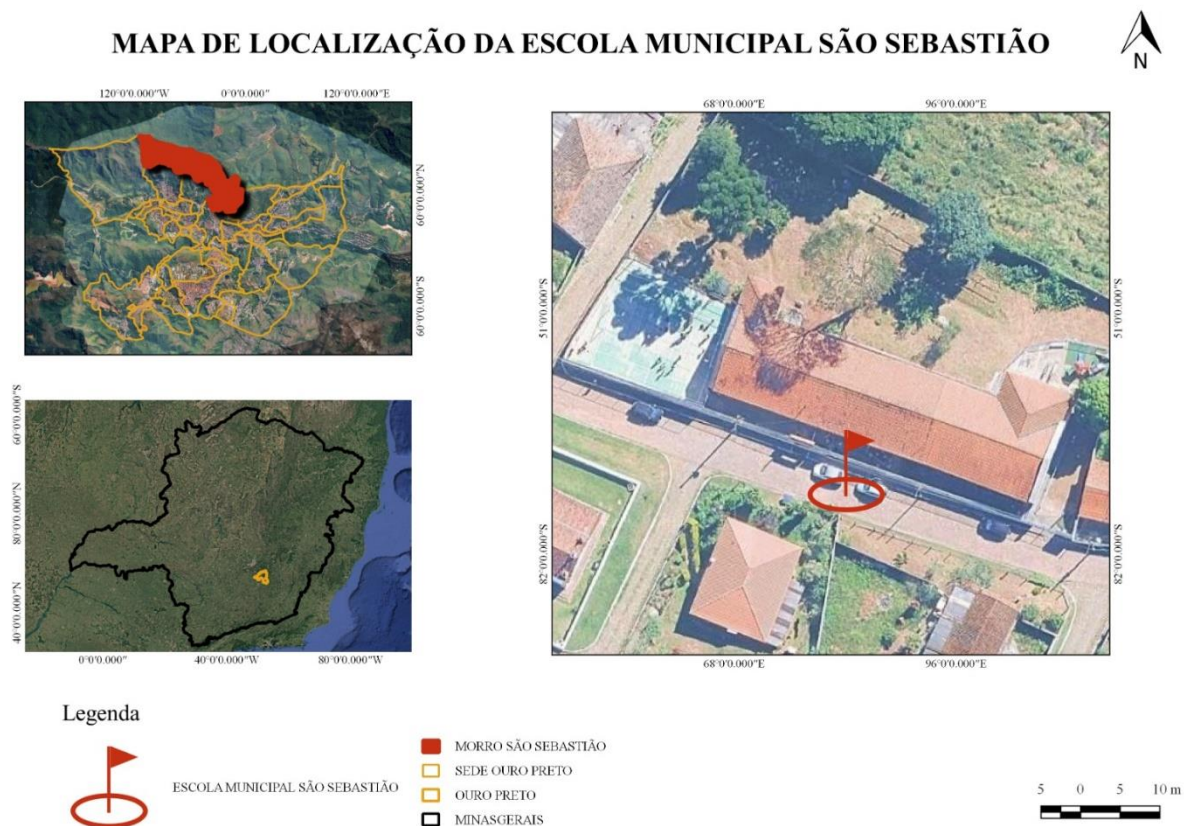 MAPA DE LOCALIZAÇÃO DA ESCOLA MUNICIPAL SÃO SEBASTIÃO
N
120°0'0.000"W 0°0'0.000" 120°0'0.000"E
60°0'0.000"N
60°0'0.000"S
60°0'0.000"S
80°0'0.000"N
40°0'0.000"N
0°0'0.000" 40°0'0.000"W 80°0'0.000"W
68°0'0.000"E 96°0'0.000"E
51°0'0.000"S
51°0'0.000"S
82°0'0.000"S
82°0'0.000"S
68°0'0.000"E 96°0'0.000"E
Legenda
ESCOLA MUNICIPAL SÃO SEBASTIÃO
MORRO SÃO SEBASTIÃO
SEDE OURO PRETO
OURO PRETO
MINASGERAIS
5 0 5 10 m